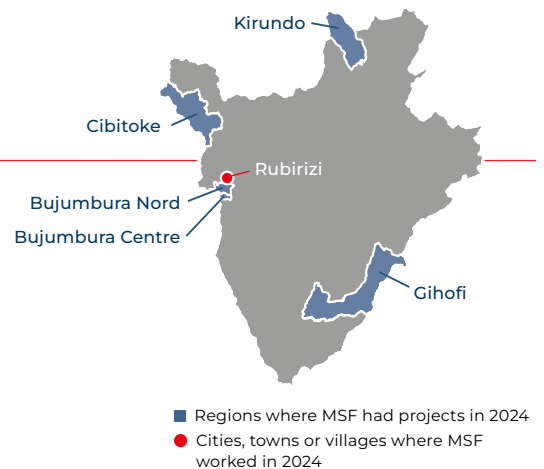 Kirundo
Cibitoke
Rubirizi
Bujumbura Nord
Bujumbura Centre
Gihofi
Regions where MSF had projects in 2024
Cities, towns or villages where MSF
worked in 2024